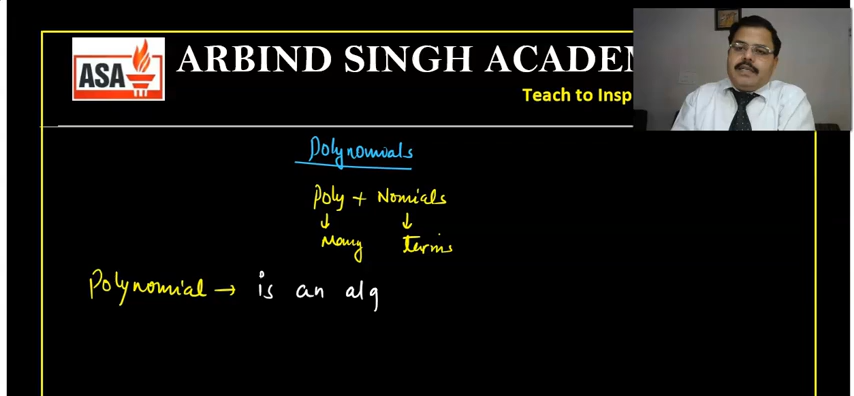 ASA
ARBIND SINGH ACADEM
Teach to Insp
Polynomials
Poly + Nomials
↓ ↓
Many terms
Polynomial → is an alg